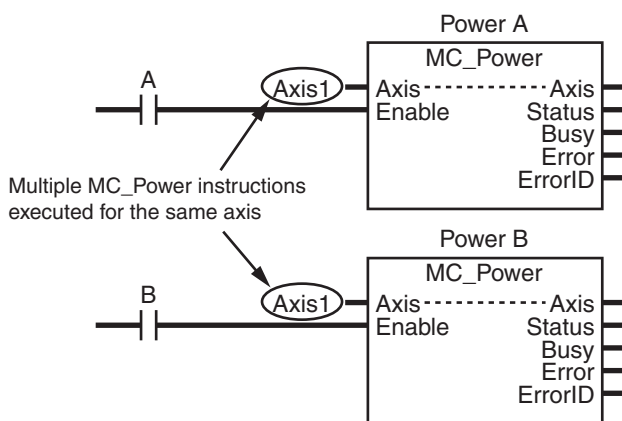 Power A
MC_Power
A
Axis1
Axis Axis
Enable Status
Busy
Error
ErrorID
Multiple MC_Power instructions
executed for the same axis
Power B
MC_Power
B
Axis1
Axis Axis
Enable Status
Busy
Error
ErrorID